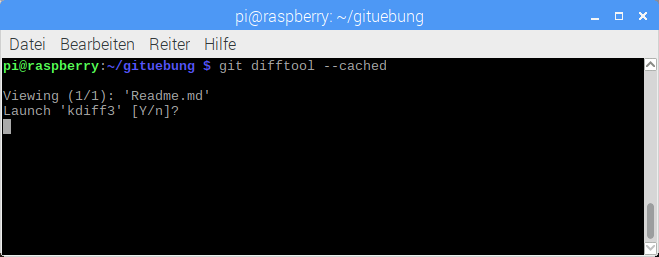 pi@raspberry: ~/gituebung
Datei Bearbeiten Reiter Hilfe
pi@raspberry:~/gituebung $ git difftool --cached
Viewing (1/1): 'Readme.md'
Launch 'kdiff3' [Y/n]?